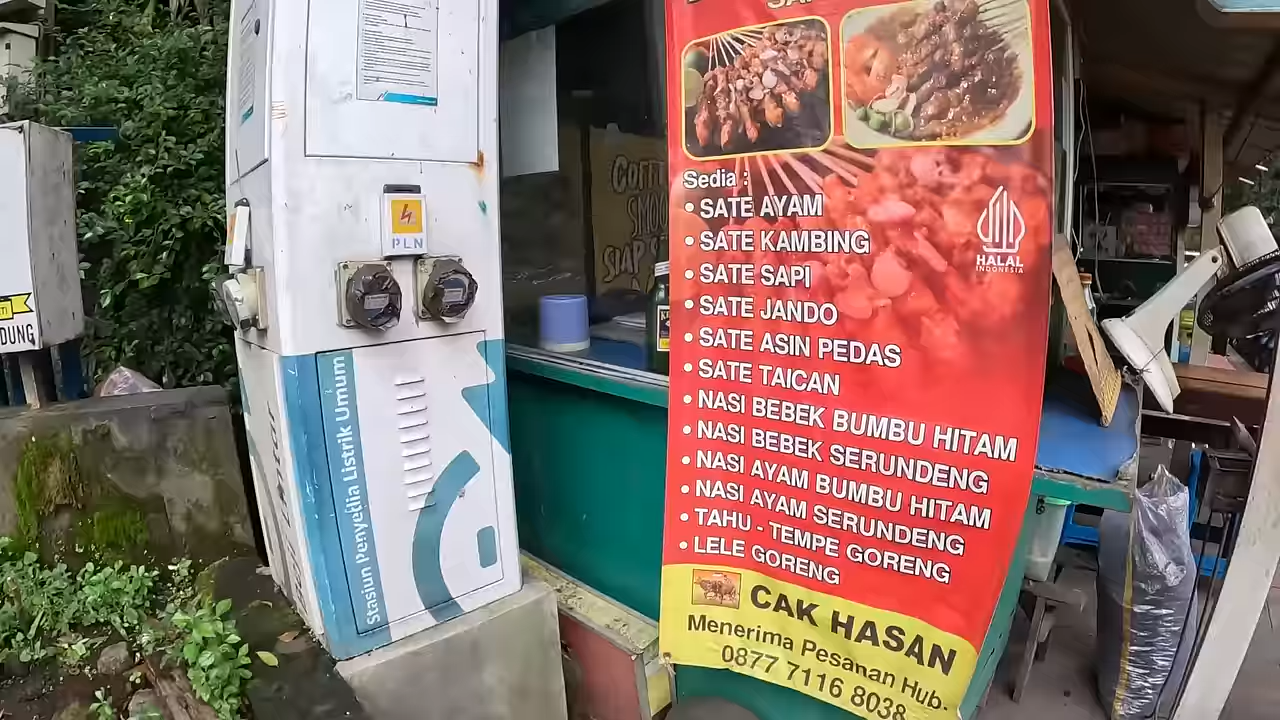 DUNG
PLN
Stasiun Penyedia Listrik Umum
COFFEE
SIAP
Sedia :
• SATE AYAM
• SATE KAMBING
• SATE SAPI
• SATE JANDO
• SATE ASIN PEDAS
• SATE TAICAN
• NASI BEBEK BUMBU HITAM
• NASI BEBEK SERUNDENG
• NASI AYAM BUMBU HITAM
• NASI AYAM SERUNDENG
• TAHU - TEMPE GORENG
• LELE GORENG
HALAL
INDONESIA
CAK HASAN
Menerima Pesanan Hub.
0877 7116 8038